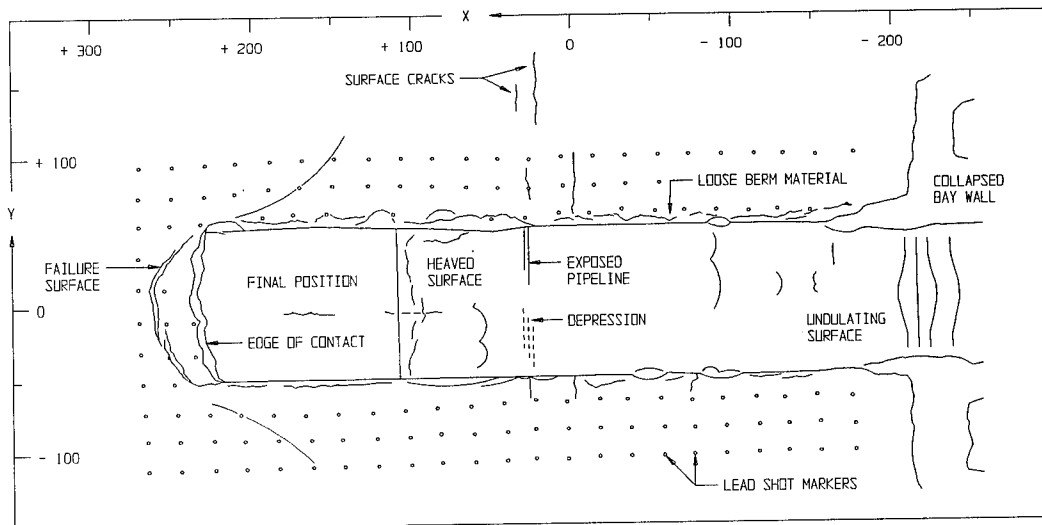 X
+ 300
+ 200
+ 100
0
- 100
- 200
SURFACE CRACKS
+ 100
LOOSE BERM MATERIAL
COLLAPSED
BAY WALL
Y
FAILURE
SURFACE
FINAL POSITION
HEAVED
SURFACE
EXPOSED
PIPELINE
0
DEPRESSION
UNDULATING
SURFACE
EDGE OF CONTACT
- 100
LEAD SHOT MARKERS